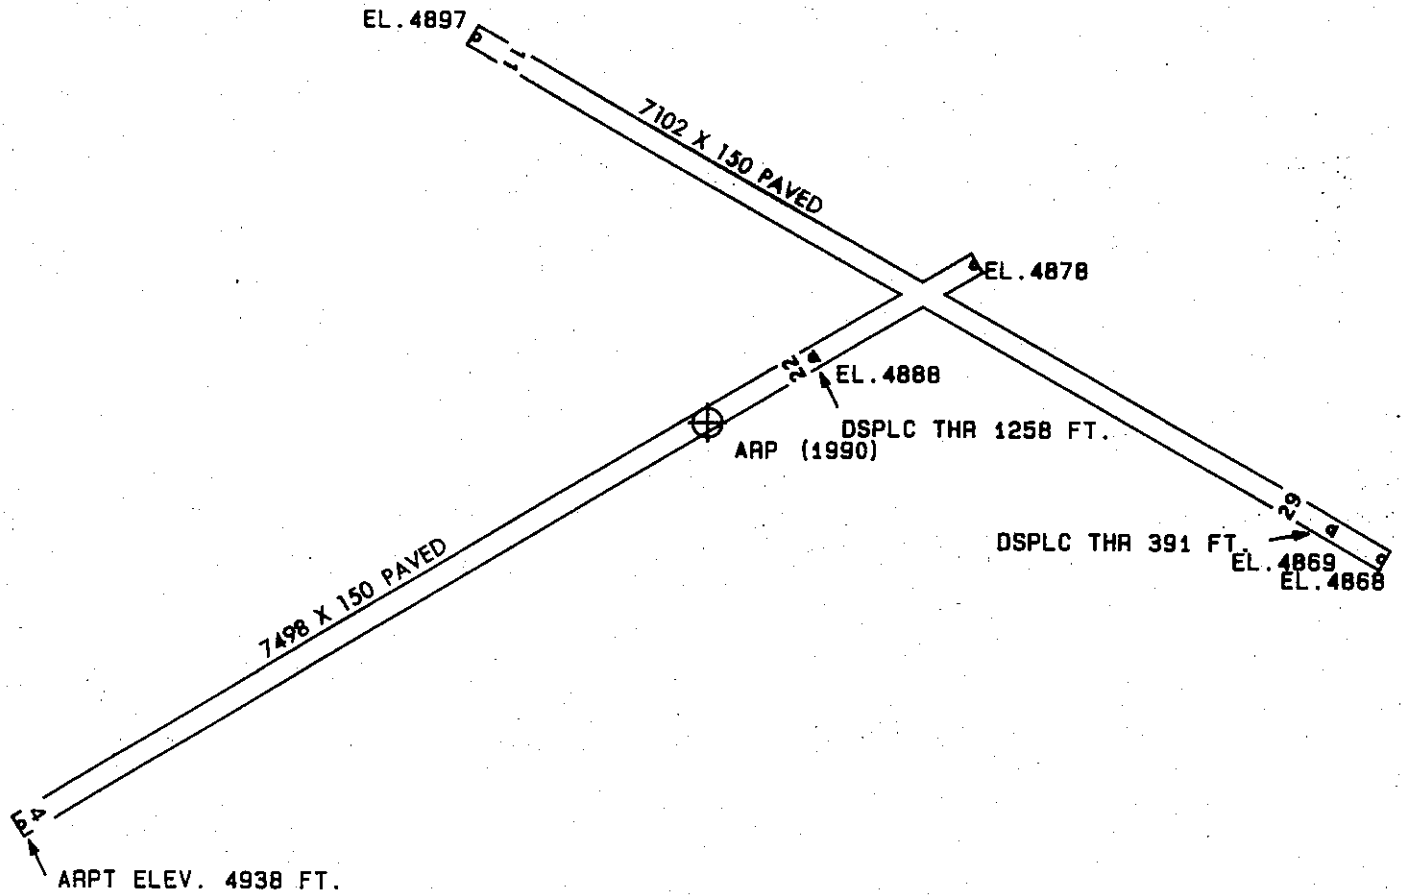 EL.4897
11
7102 X 150 PAVED
EL.4878
22
EL.4888
DSPLC THR 1258 FT.
ARP (1990)
29
DSPLC THR 391 FT.
EL.4869
EL.4868
7498 X 150 PAVED
4
ARPT ELEV. 4938 FT.